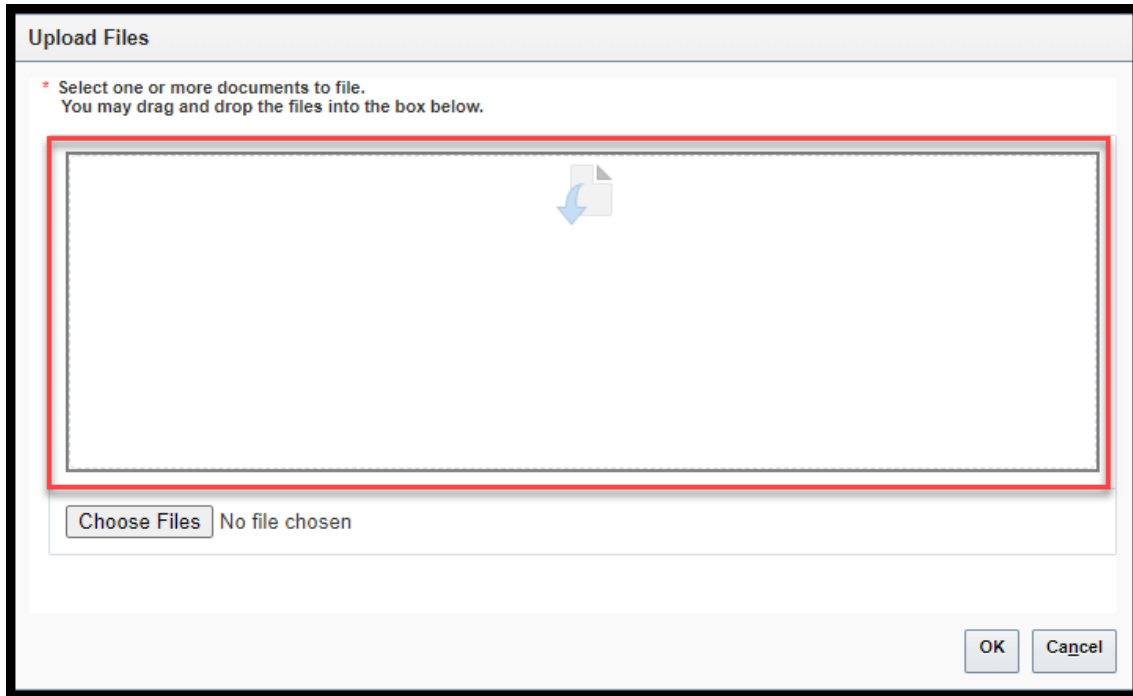 Upload Files
* Select one or more documents to file.
You may drag and drop the files into the box below.
Choose Files No file chosen
OK Cancel